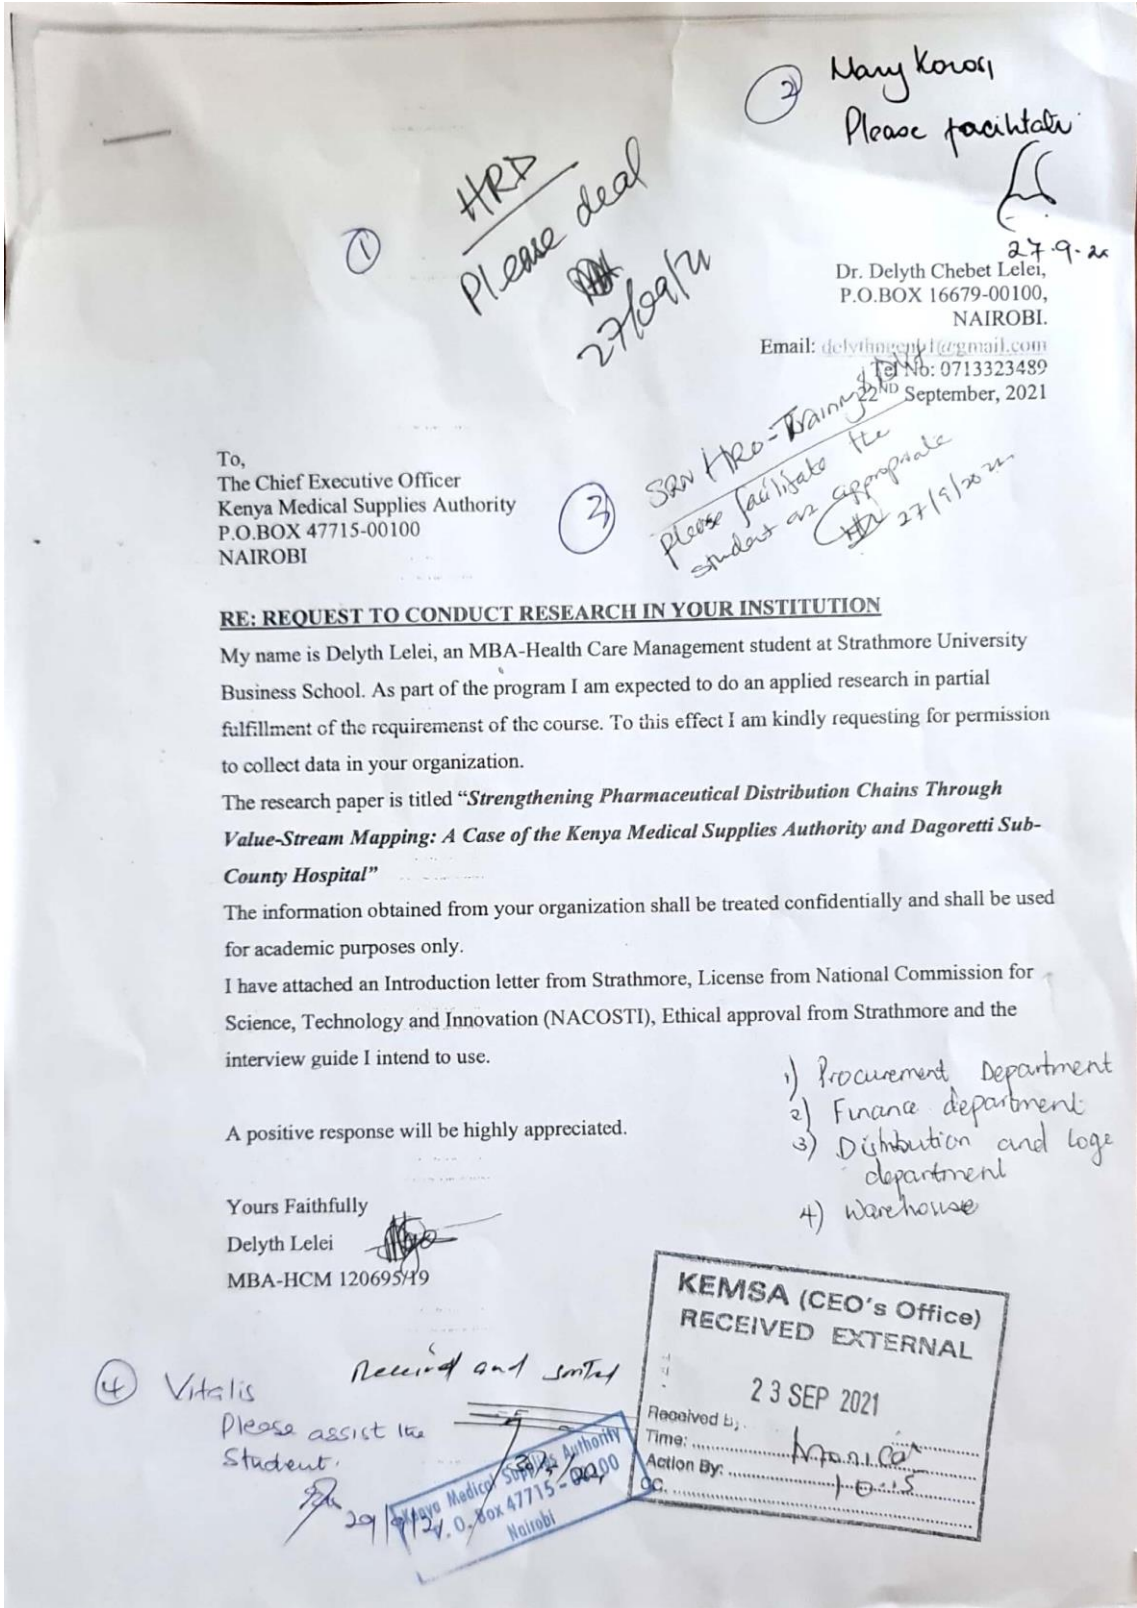 2 Mary Korosi
Please facilitate
27.9.21
1 HRD
Please deal
27/09/21
Dr. Delyth Chebet Lelei,
P.O.BOX 16679-00100,
NAIROBI.
Email:
Tel No: 0713323489
22ND September, 2021
3
Please facilitate the
student as appropriate
27/9/2021
To,
The Chief Executive Officer
Kenya Medical Supplies Authority
P.O.BOX 47715-00100
NAIROBI
RE: REQUEST TO CONDUCT RESEARCH IN YOUR INSTITUTION
My name is Delyth Lelei, an MBA-Health Care Management student at Strathmore University
Business School. As part of the program I am expected to do an applied research in partial
fulfillment of the requiremenst of the course. To this effect I am kindly requesting for permission
to collect data in your organization.
The research paper is titled “Strengthening Pharmaceutical Distribution Chains Through
Value-Stream Mapping: A Case of the Kenya Medical Supplies Authority and Dagoretti Sub-
County Hospital”
The information obtained from your organization shall be treated confidentially and shall be used
for academic purposes only.
I have attached an Introduction letter from Strathmore, License from National Commission for
Science, Technology and Innovation (NACOSTI), Ethical approval from Strathmore and the
interview guide I intend to use.
1) Procurement Department
2) Finance department
3) Distribution and
department
4) Warehouse
A positive response will be highly appreciated.
Yours Faithfully
Delyth Lelei
MBA-HCM 120695/19
KEMSA (CEO's Office)
RECEIVED EXTERNAL
23 SEP 2021
Received by
Time: Monica
Action By: 10:15
CC.
Received and
4 Vitalis
Please assist the
Student.
29/9/21
Kenya Medical Supplies Authority
P. O. Box 47715 - 00100
Nairobi